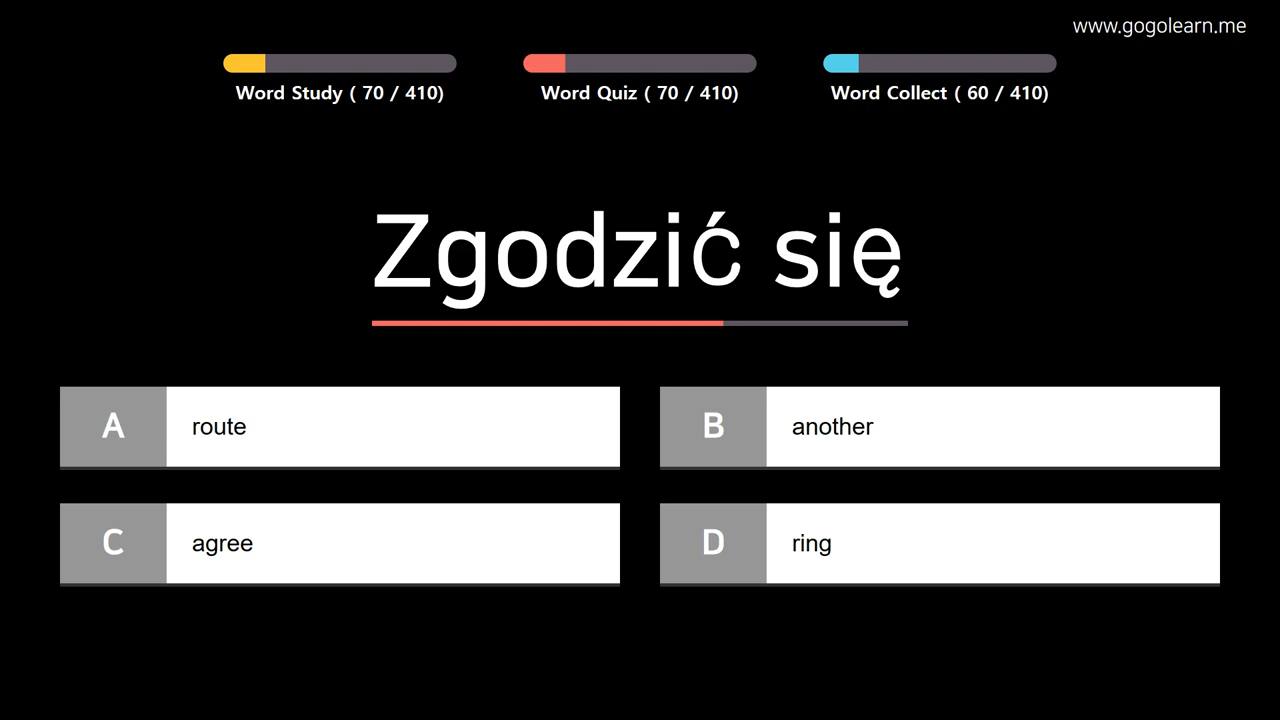 www.gogolearn.me
Word Study ( 70 / 410)
Word Quiz ( 70 / 410)
Word Collect ( 60 / 410)
Zgodzić się
A route
B another
C agree
D ring